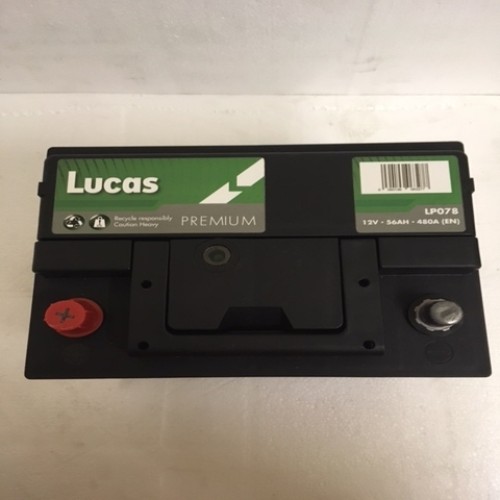 Lucas
Recycle responsibly
Caution Heavy
PREMIUM
LP078
12V - 56AH - 480A (EN)